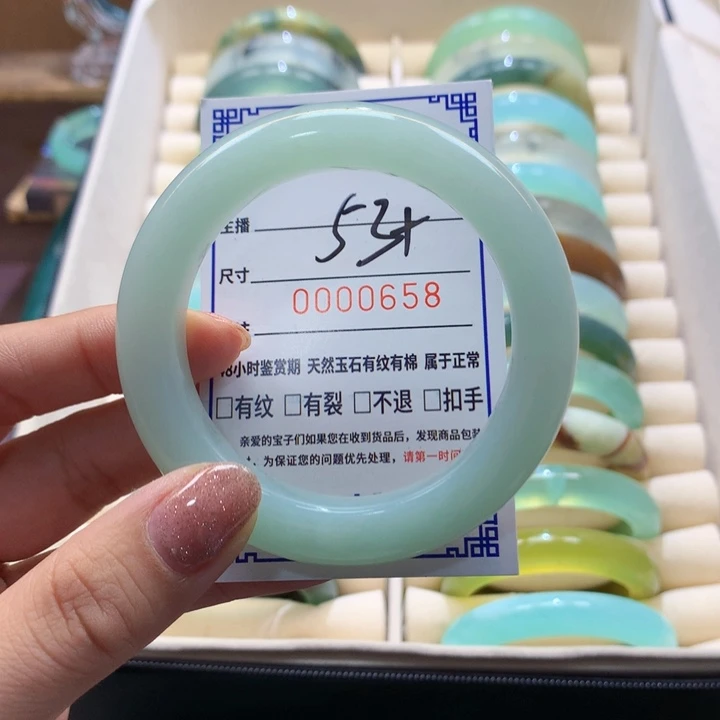 主播
53+
尺寸
0000658
8小时鉴赏期 天然玉石有纹有棉 属于正常
□有纹 □有裂 □不退 □扣手
亲爱的宝子们如果您在收到货品后，发现商品包装
为保证您的问题优先处理，请第一时间